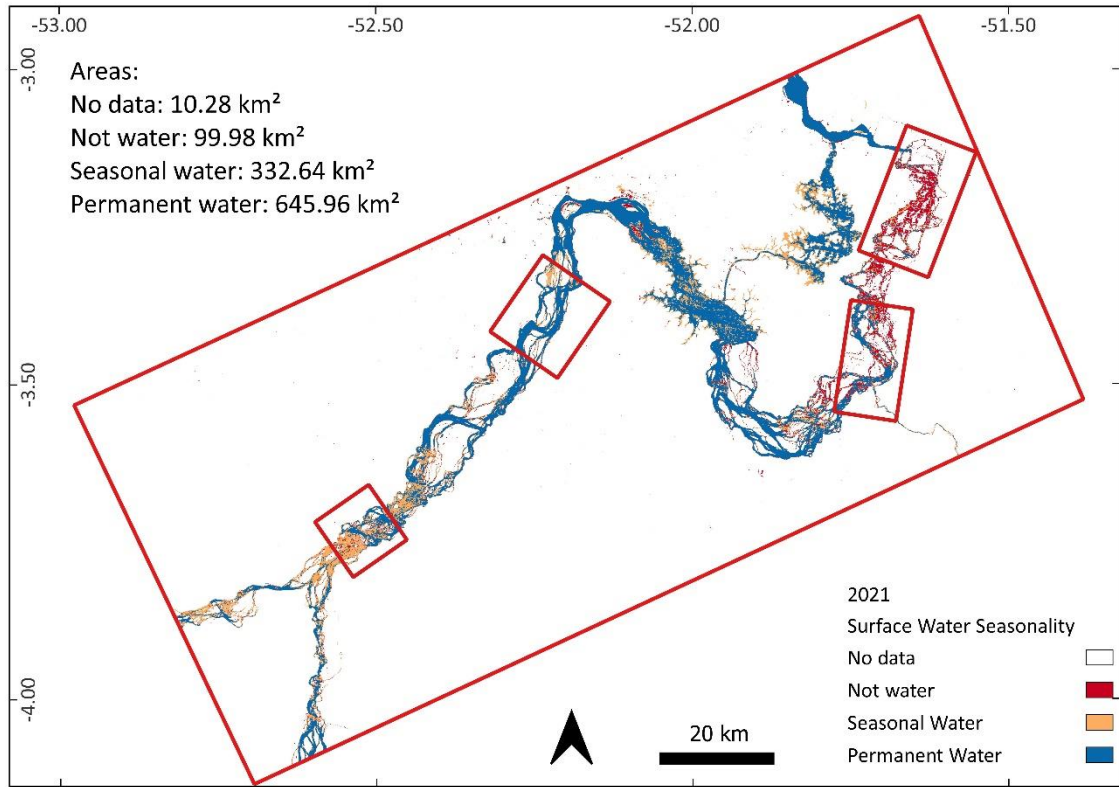 -53.00
-52.50
-52.00
-51.50
-3.00
-3.50
-4.00
Areas:
No data: 10.28 km²
Not water: 99.98 km²
Seasonal water: 332.64 km²
Permanent water: 645.96 km²
20 km
2021
Surface Water Seasonality
No data
Not water
Seasonal Water
Permanent Water